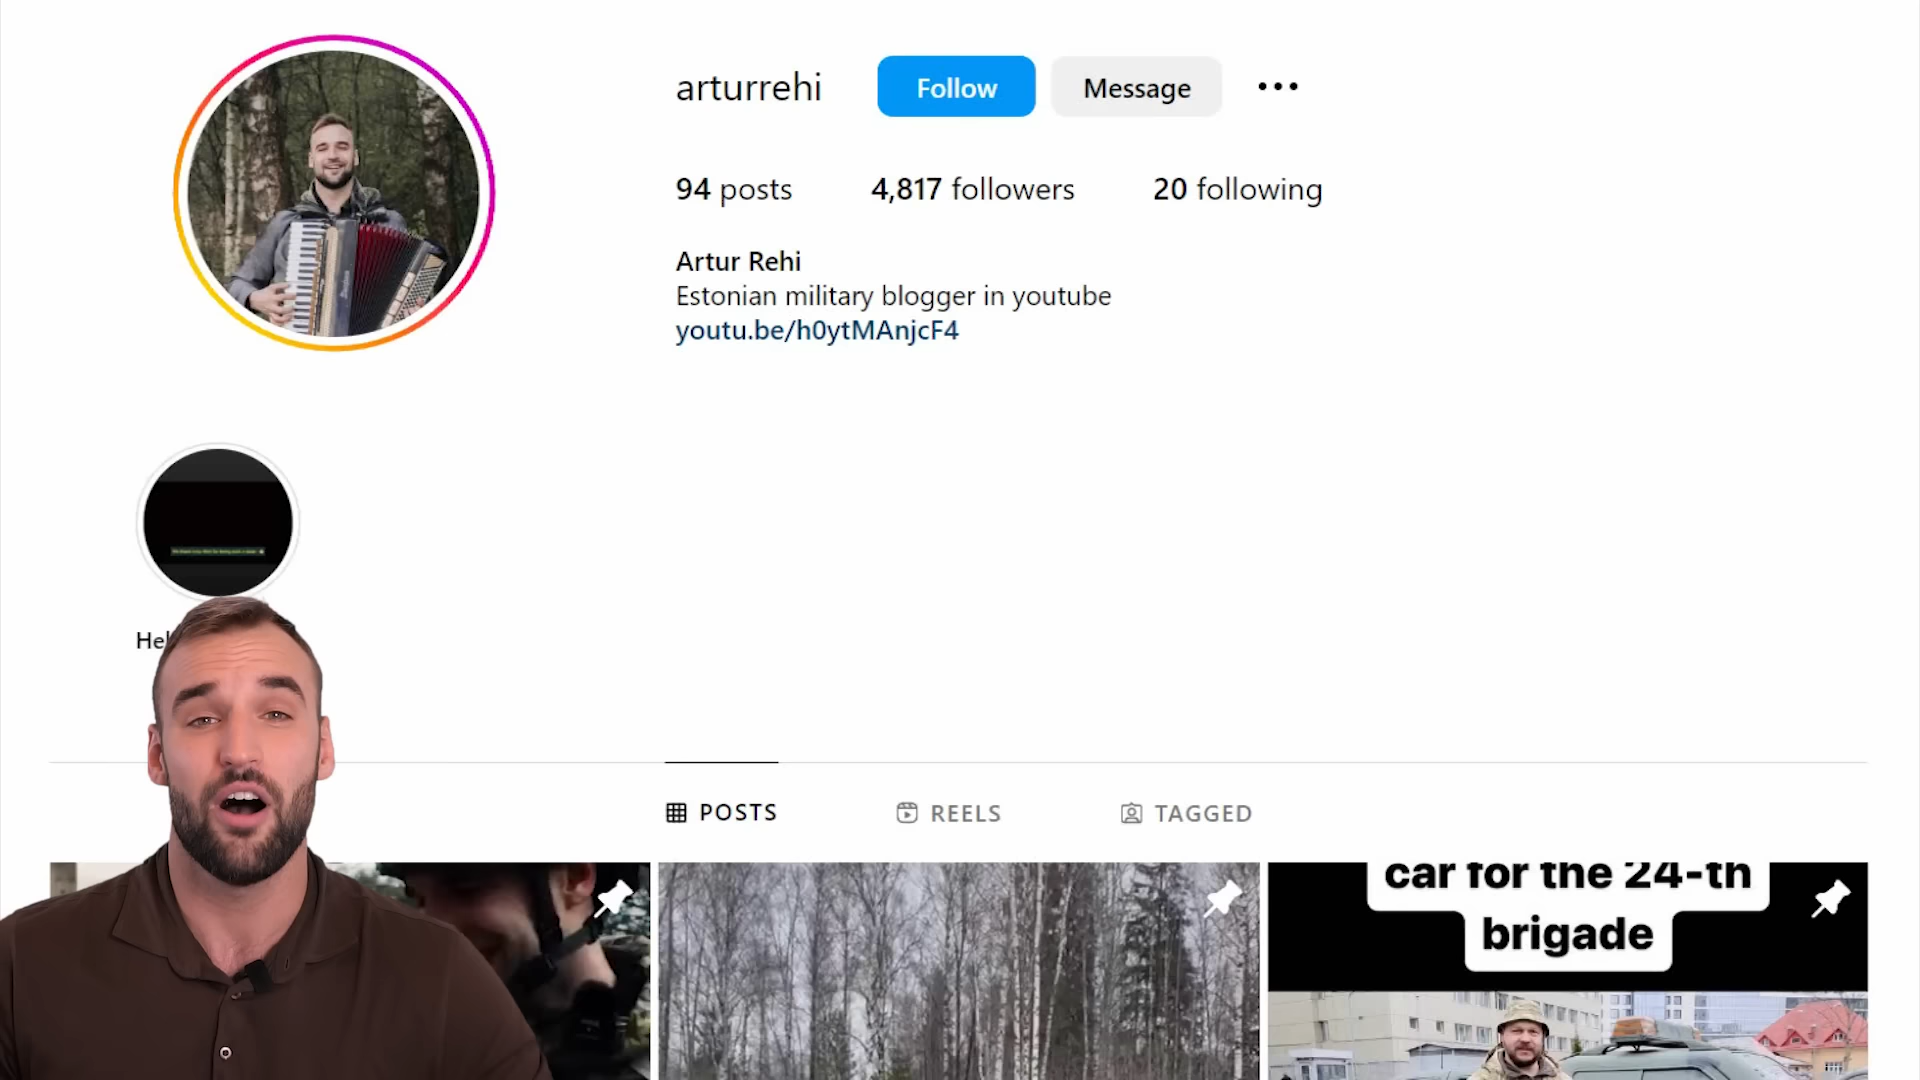 arturrehi
Follow
Message
94 posts
4,817 followers
20 following
Artur Rehi
Estonian military blogger in youtube
youtu.be/h0ytMAnjcF4
POSTS
REELS
TAGGED
car for the 24-th
brigade